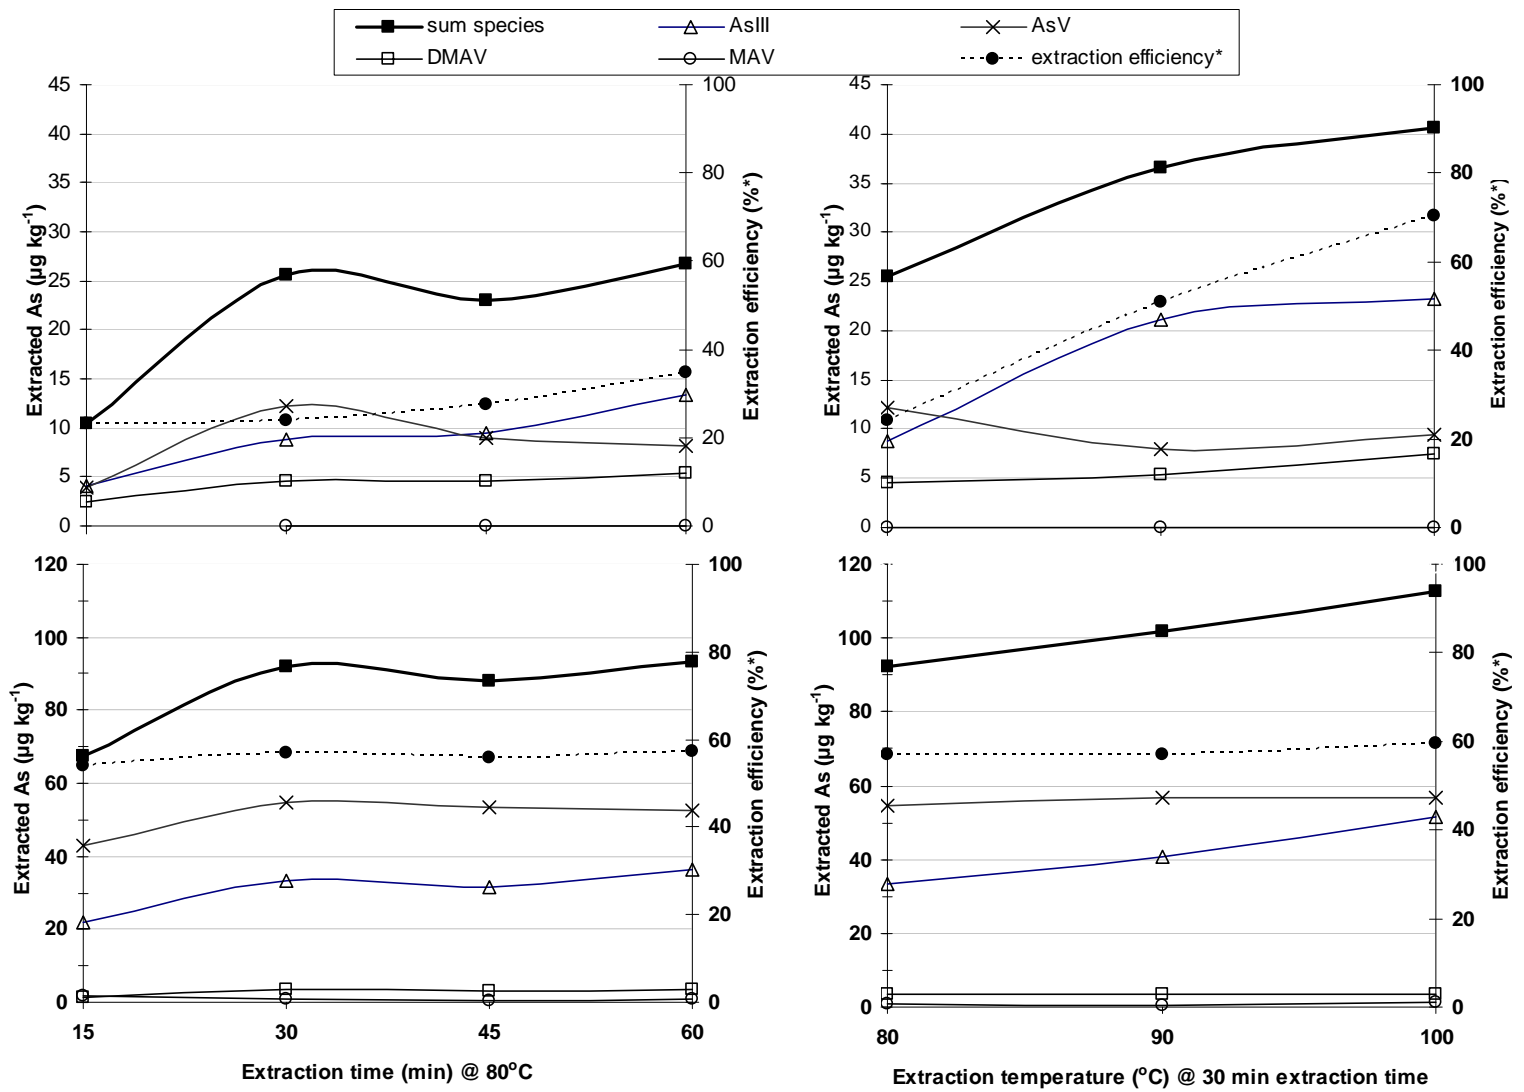 sum species AsIII AsV
DMAV MAV extraction efficiency*
45 100 45 100
40 40
80 80
35 35
30 30
60 60
25 25
20 20
40 40
15 15
10 10
20 20
5 5
0 0 0 0
Extracted As (µg kg-1)
Extraction efficiency (%*)
Extracted As (µg kg-1)
Extraction efficiency (%*)
120 100 120 100
100 100
80 80
80 80
60 60
60 60
40 40
40 40
20 20
20 20
0 0 0 0
Extracted As (µg kg-1)
Extraction efficiency (%*)
Extracted As (µg kg-1)
Extraction efficiency (%*)
15 30 45 60 80 90 100
Extraction time (min) @ 80oC
Extraction temperature (oC) @ 30 min extraction time